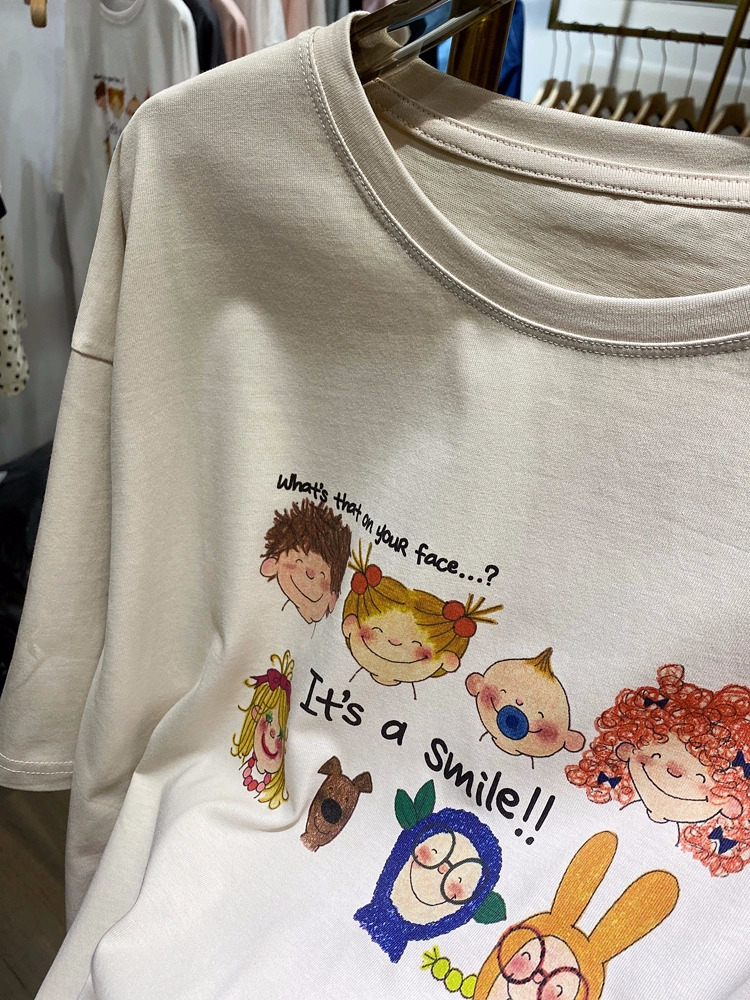 What's that on your face...?
It's a smile!!